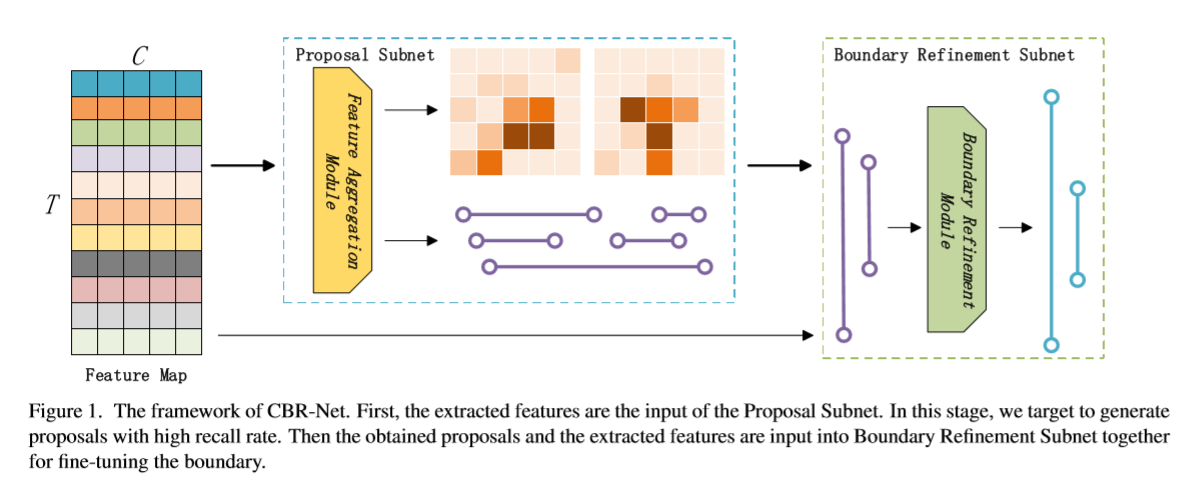 C
T
Feature Map
Proposal Subnet
Feature Aggregation
Module
Boundary Refinement Subnet
Boundary Refinement
Module
Figure 1. The framework of CBR-Net. First, the extracted features are the input of the Proposal Subnet. In this stage, we target to generate
proposals with high recall rate. Then the obtained proposals and the extracted features are input into Boundary Refinement Subnet together
for fine-tuning the boundary.